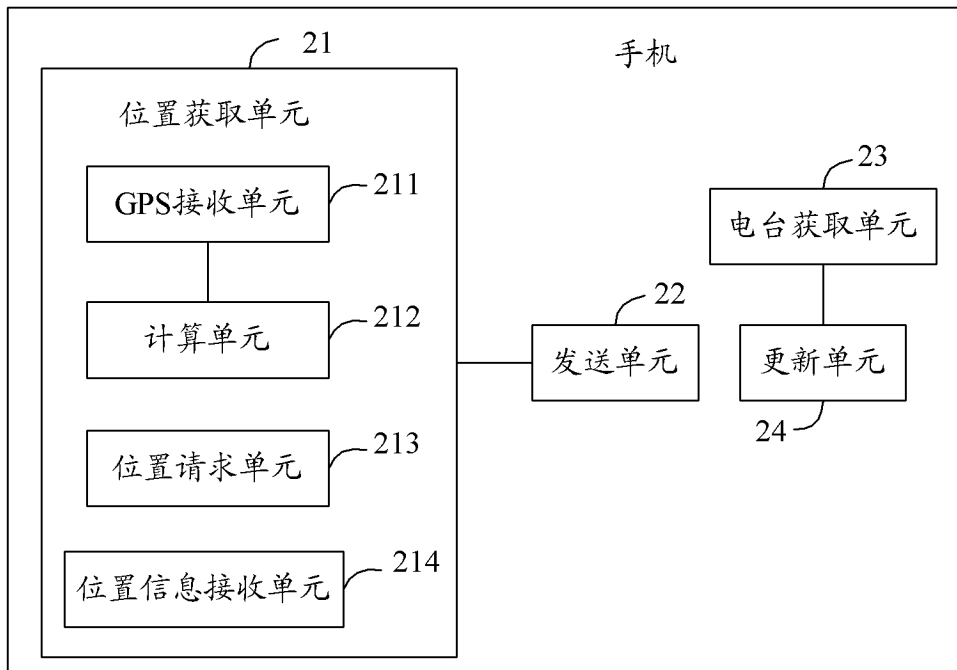 手机
21
位置获取单元
GPS接收单元
211
计算单元
212
位置请求单元
213
位置信息接收单元
214
22
发送单元
23
电台获取单元
更新单元
24